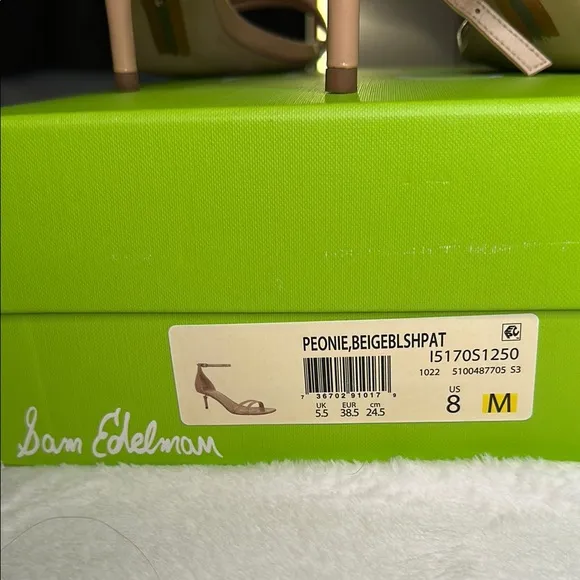 PEONIE,BEIGEBLSHPAT
I5170S1250
1022 5100487705 S3
7 36702 91017 9
UK EUR cm
5.5 38.5 24.5
US
8 M
Sam Edelman